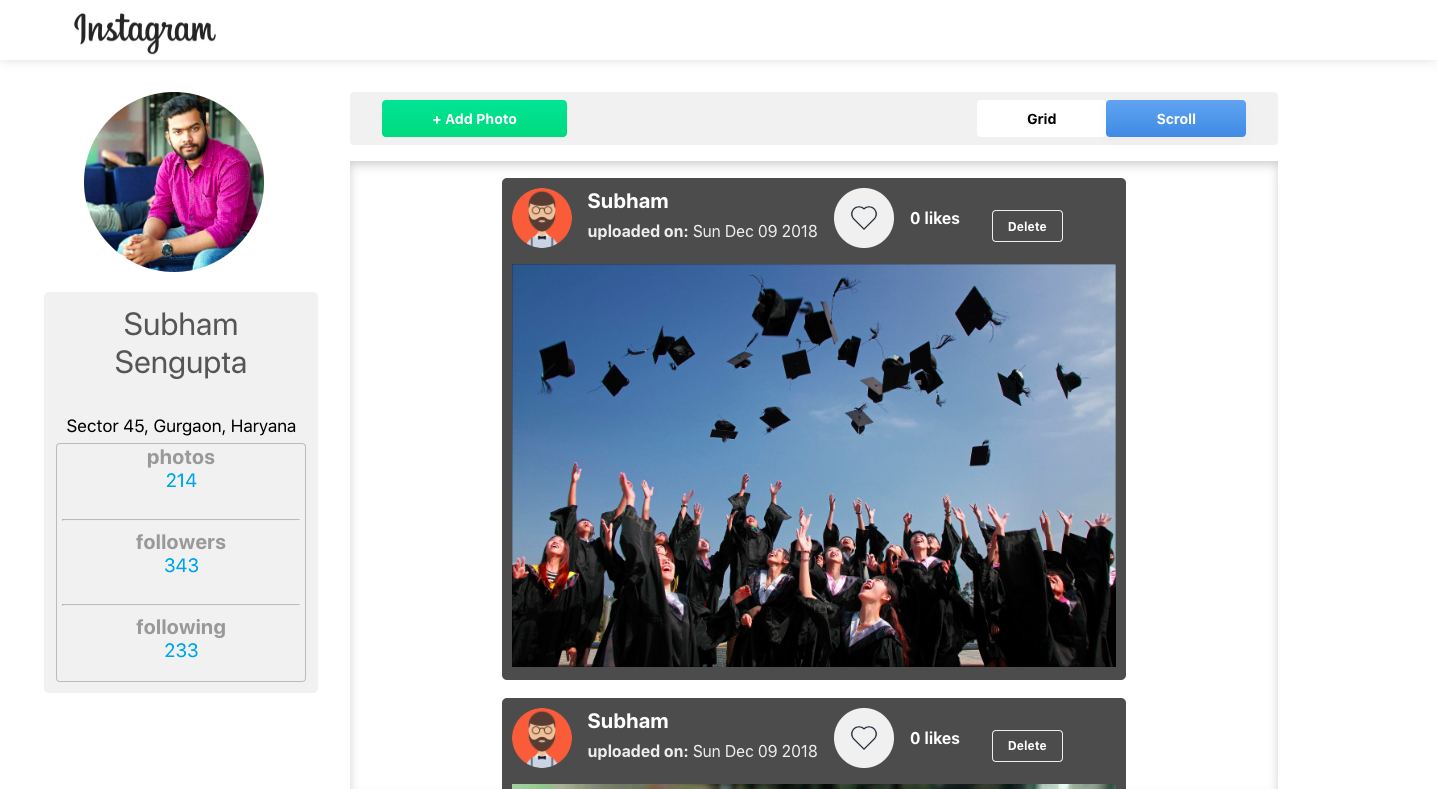 Instagram
Subham
Sengupta
Sector 45, Gurgaon, Haryana
photos
214
followers
343
following
233
+ Add Photo
Grid
Scroll
Subham
uploaded on: Sun Dec 09 2018
0 likes
Delete
Subham
uploaded on: Sun Dec 09 2018
0 likes
Delete